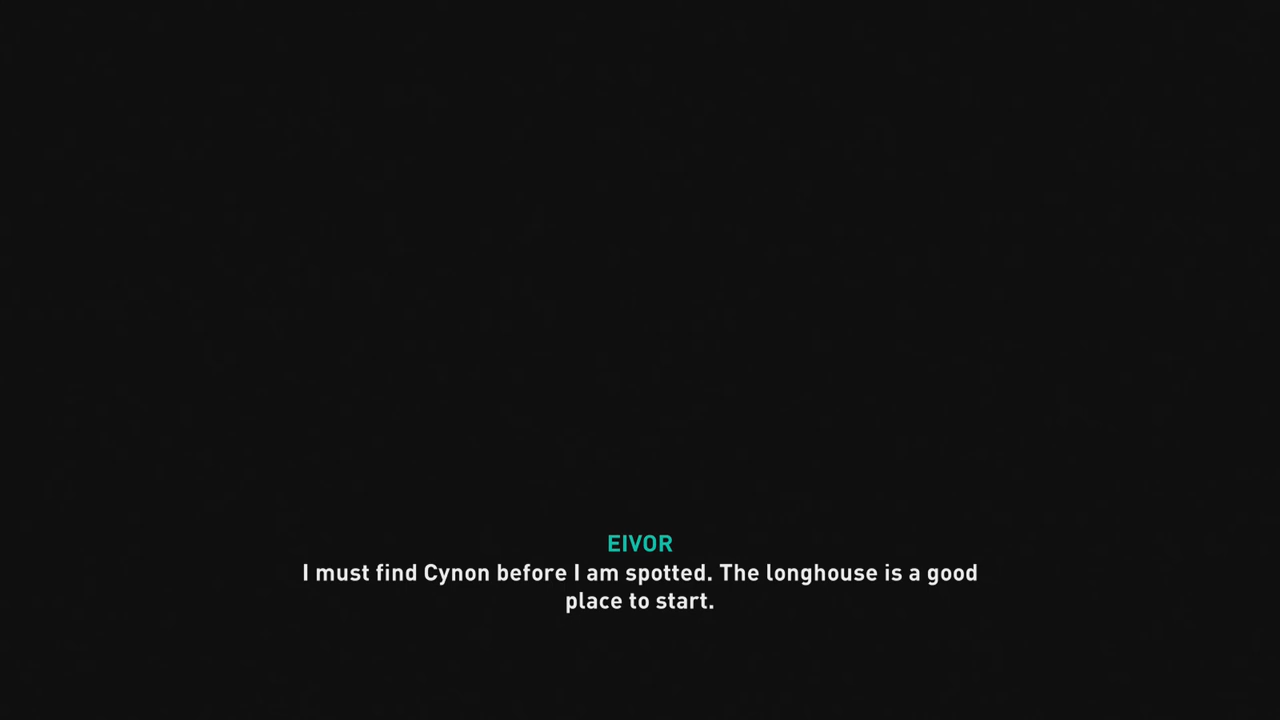 EIVOR
I must find Cynon before I am spotted. The longhouse is a good
place to start.